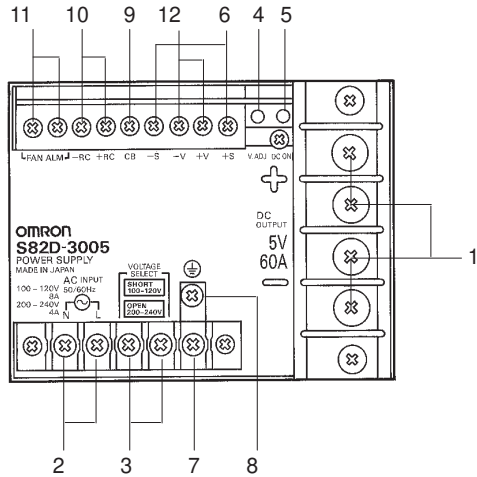 11 10 9 12 6 4 5
FAN ALM −RC +RC CB −S −V +V +S V.ADJ DC ON
+
DC
OUTPUT
5V
60A
−
1
OMRON
S82D-3005
POWER SUPPLY
MADE IN JAPAN
AC INPUT
50/60Hz
100−120V
8A
200−240V
4A
N L
VOLTAGE
SELECT
SHORT
100-120V
OPEN
200-240V
2 3 7 8